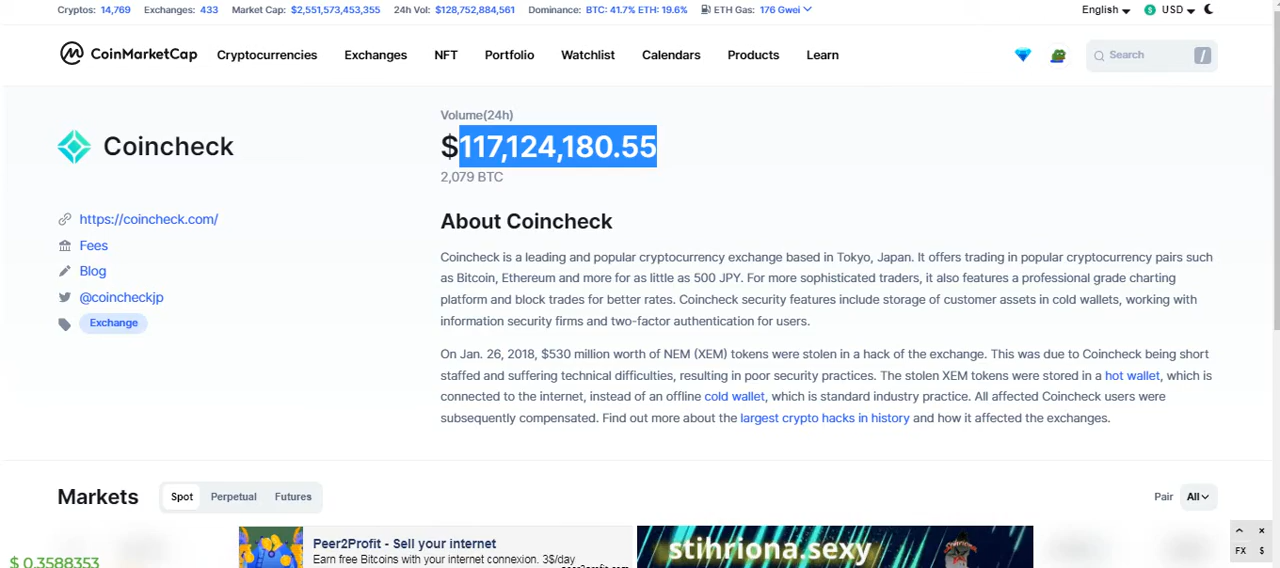 Cryptos: 14,769 Exchanges: 433 Market Cap: $2,551,573,453,355 24h Vol: $128,752,884,561 Dominance: BTC: 41.7% ETH: 19.6% ETH Gas: 176 Gwei English USD
CoinMarketCap Cryptocurrencies Exchanges NFT Portfolio Watchlist Calendars Products Learn Search /
Volume(24h)
Coincheck
$117,124,180.55
2,079 BTC
https://coincheck.com/
Fees
Blog
@coincheckjp
Exchange
About Coincheck
Coincheck is a leading and popular cryptocurrency exchange based in Tokyo, Japan. It offers trading in popular cryptocurrency pairs such
as Bitcoin, Ethereum and more for as little as 500 JPY. For more sophisticated traders, it also features a professional grade charting
platform and block trades for better rates. Coincheck security features include storage of customer assets in cold wallets, working with
information security firms and two-factor authentication for users.
On Jan. 26, 2018, $530 million worth of NEM (XEM) tokens were stolen in a hack of the exchange. This was due to Coincheck being short
staffed and suffering technical difficulties, resulting in poor security practices. The stolen XEM tokens were stored in a hot wallet, which is
connected to the internet, instead of an offline cold wallet, which is standard industry practice. All affected Coincheck users were
subsequently compensated. Find out more about the largest crypto hacks in history and how it affected the exchanges.
Markets Spot Perpetual Futures Pair All
Peer2Profit - Sell your internet
Earn free Bitcoins with your internet connexion. 3$/day
stihriona.sexy
FX $
$ 0.3588353